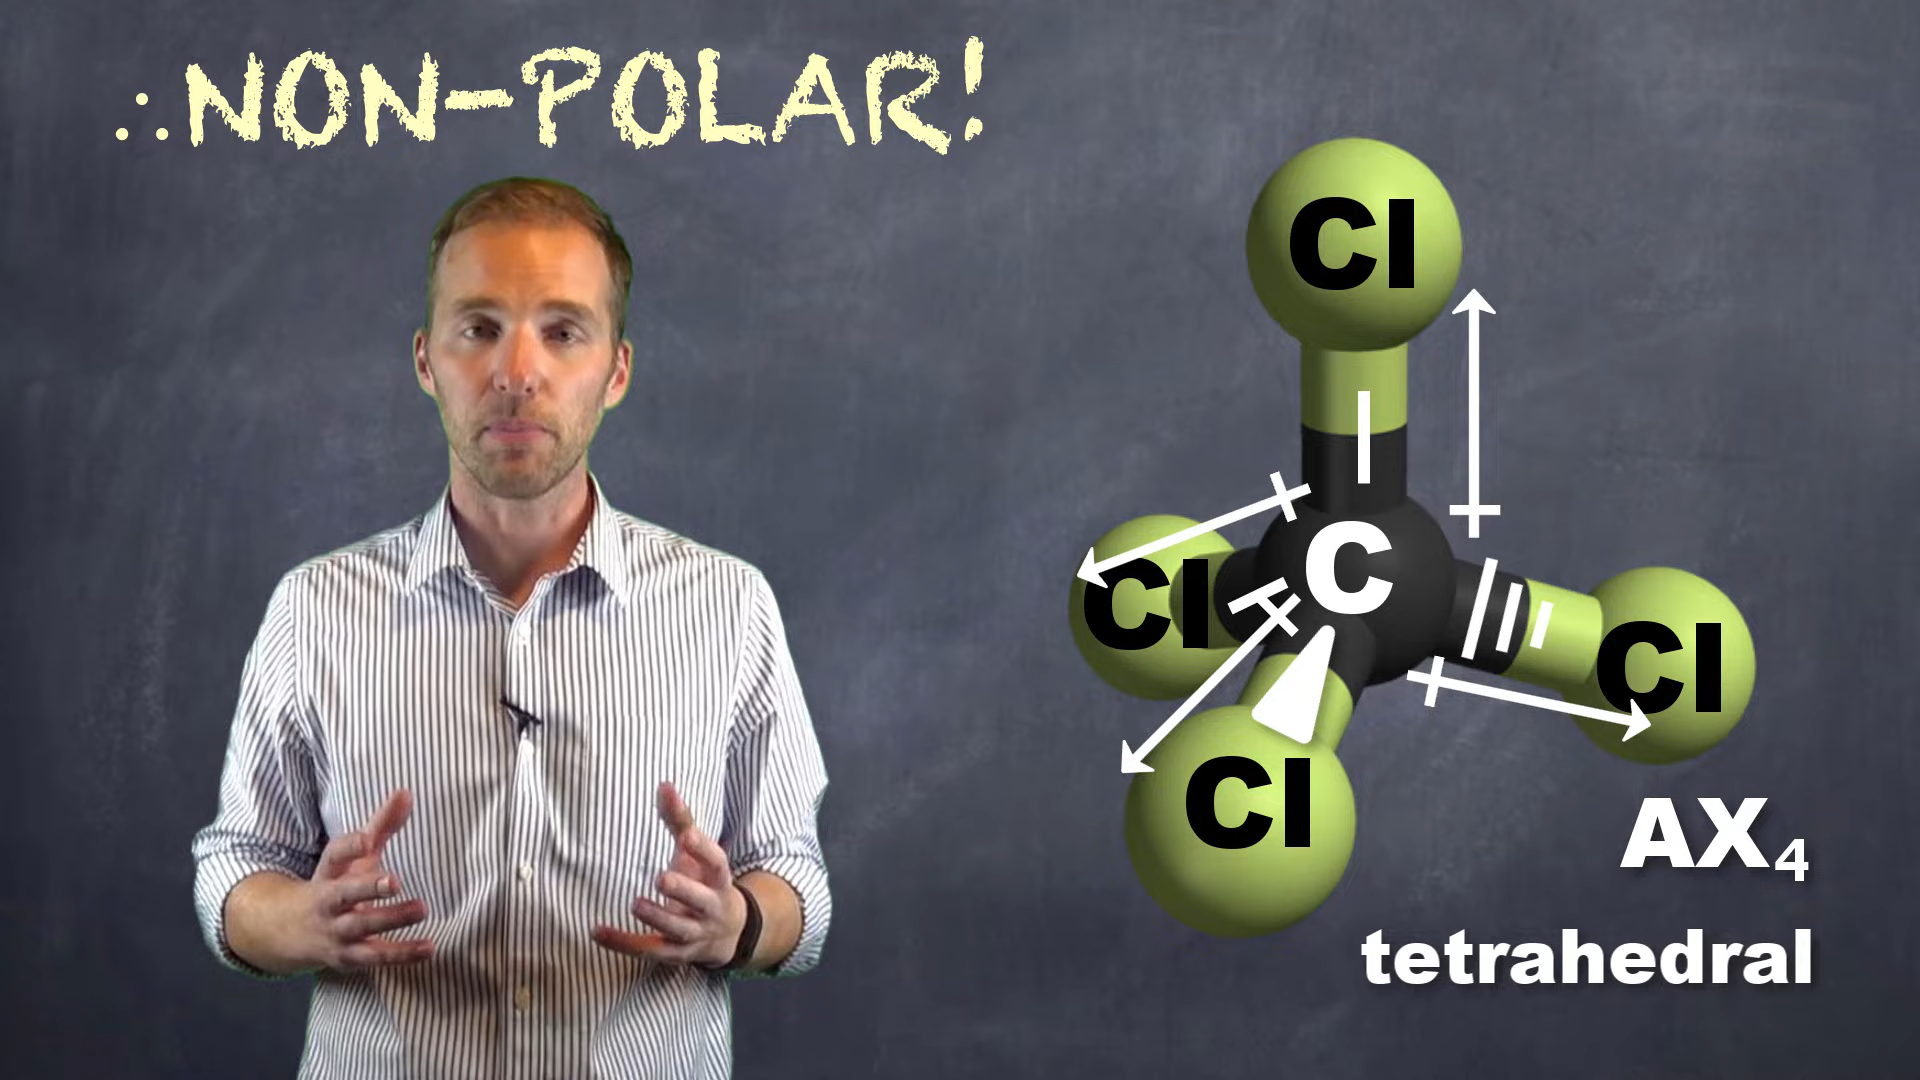 ∴NON-POLAR!
Cl
C
Cl
Cl
Cl
AX₄
tetrahedral